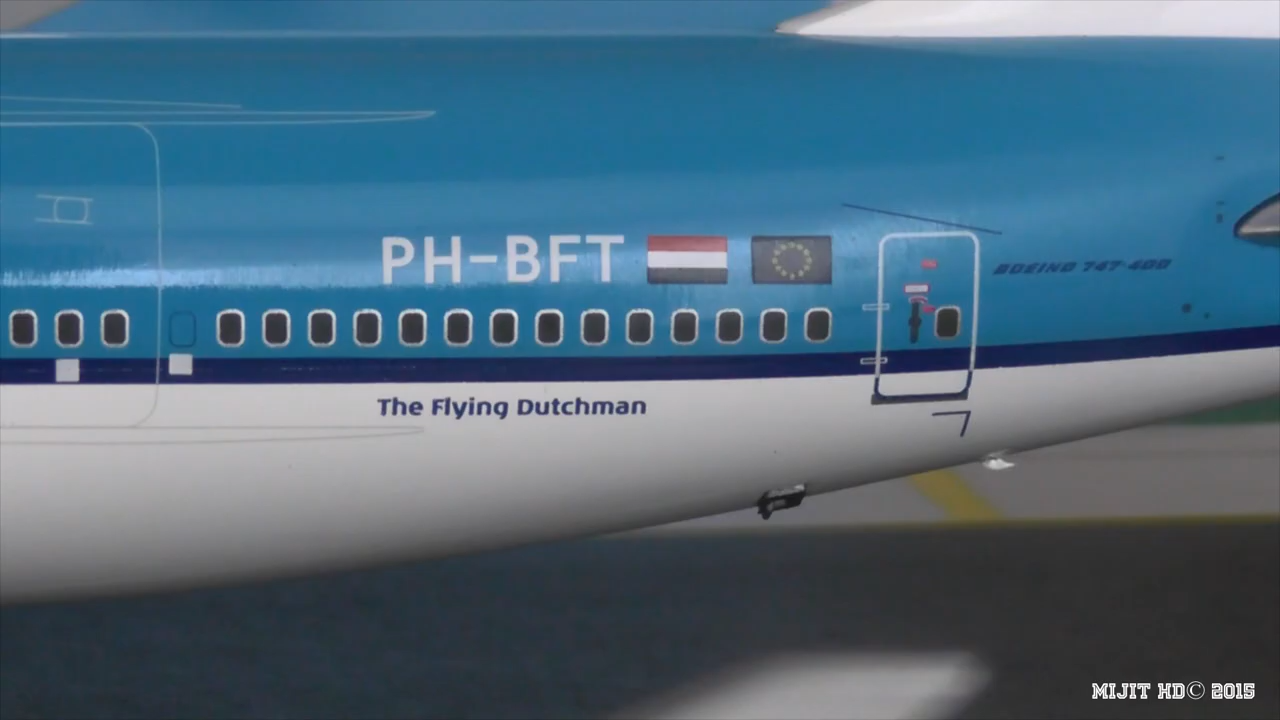 PH-BFT
BOEING 747-400
The Flying Dutchman
MIJIT HD© 2015